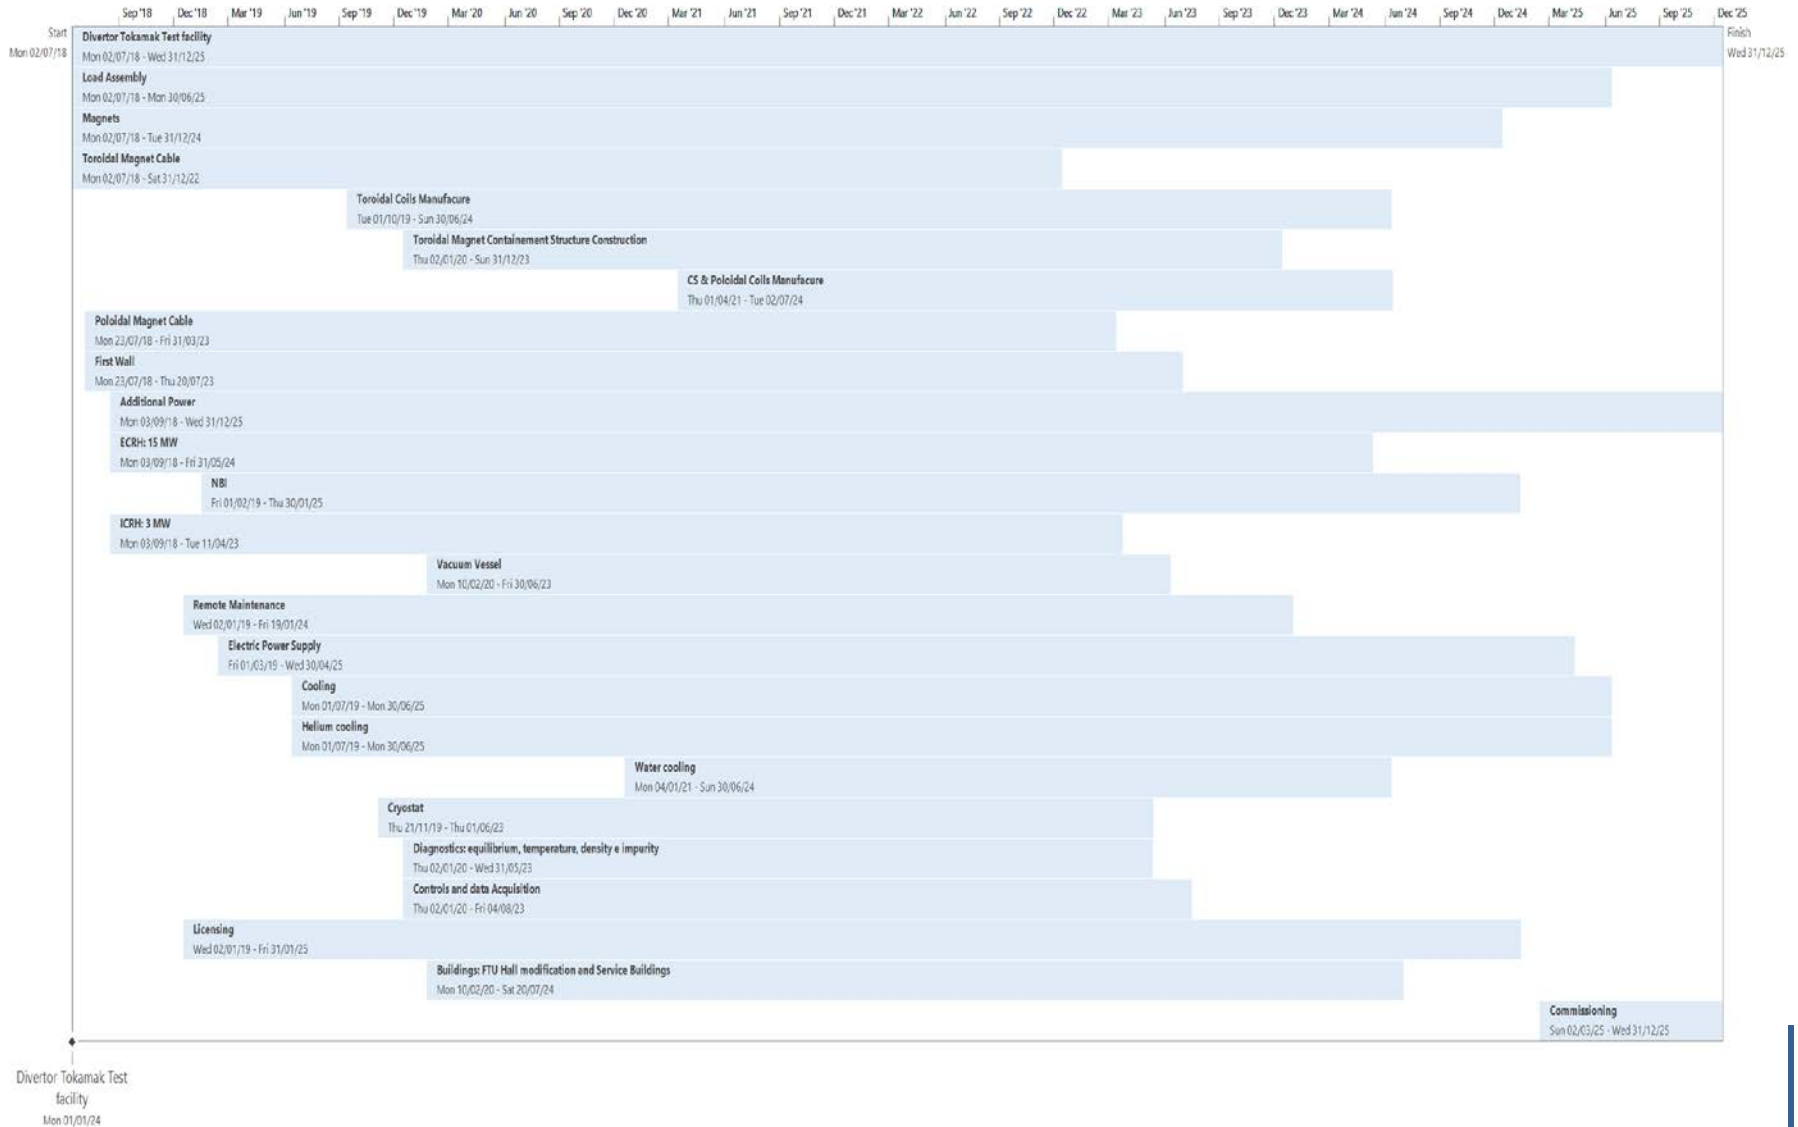 Sep '18 Dec '18 Mar '19 Jun '19 Sep '19 Dec '19 Mar '20 Jun '20 Sep '20 Dec '20 Mar '21 Jun '21 Sep '21 Dec '21 Mar '22 Jun '22 Sep '22 Dec '22 Mar '23 Jun '23 Sep '23 Dec '23 Mar '24 Jun '24 Sep '24 Dec '24 Mar '25 Jun '25 Sep '25 Dec '25
Start
Mon 02/07/18
Finish
Wed 31/12/25
Divertor Tokamak Test facility
Mon 02/07/18 - Wed 31/12/25
Load Assembly
Mon 02/07/18 - Mon 30/06/25
Magnets
Mon 02/07/18 - Tue 31/12/24
Toroidal Magnet Cable
Mon 02/07/18 - Sat 31/12/22
Toroidal Coils Manufacure
Tue 01/10/19 - Sun 30/06/24
Toroidal Magnet Containement Structure Construction
Thu 02/01/20 - Sun 31/12/23
CS & Poloidal Coils Manufacure
Thu 01/04/21 - Tue 02/07/24
Poloidal Magnet Cable
Mon 23/07/18 - Fri 31/03/23
First Wall
Mon 23/07/18 - Thu 20/07/23
Additional Power
Mon 03/09/18 - Wed 31/12/25
ECRH: 15 MW
Mon 03/09/18 - Fri 31/05/24
NBI
Fri 01/02/19 - Thu 30/01/25
ICRH: 3 MW
Mon 03/09/18 - Tue 11/04/23
Vacuum Vessel
Mon 10/02/20 - Fri 30/06/23
Remote Maintenance
Wed 02/01/19 - Fri 19/01/24
Electric Power Supply
Fri 01/03/19 - Wed 30/04/25
Cooling
Mon 01/07/19 - Mon 30/06/25
Helium cooling
Mon 01/07/19 - Mon 30/06/25
Water cooling
Mon 04/01/21 - Sun 30/06/24
Cryostat
Thu 21/11/19 - Thu 01/06/23
Diagnostics: equilibrium, temperature, density e impurity
Thu 02/01/20 - Wed 31/05/23
Controls and data Acquisition
Thu 02/01/20 - Fri 04/08/23
Licensing
Wed 02/01/19 - Fri 31/01/25
Buildings: FTU Hall modification and Service Buildings
Mon 10/02/20 - Sat 20/07/24
Commissioning
Sun 02/03/25 - Wed 31/12/25
Divertor Tokamak Test
facility
Mon 01/01/24